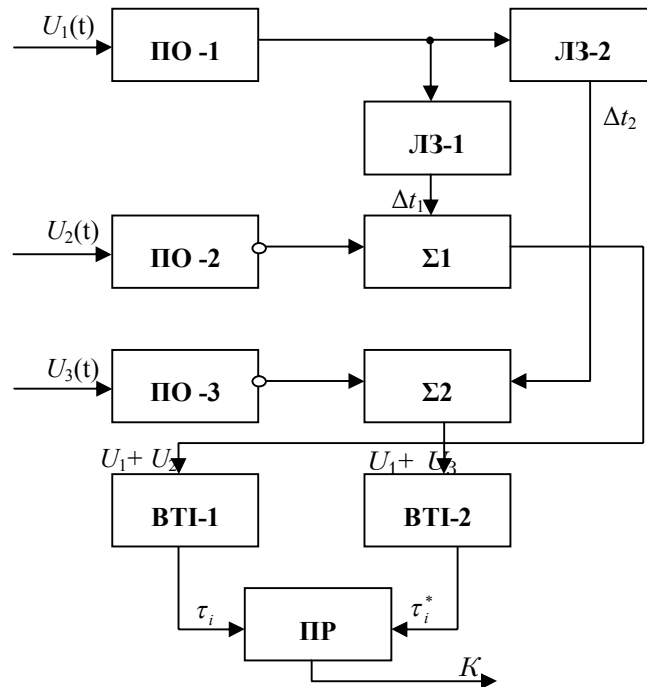 U₁(t)
ПО -1
ЛЗ-2
Δt₂
ЛЗ-1
Δt₁
U₂(t)
ПО -2
Σ1
U₃(t)
ПО -3
Σ2
U₁+ U₂
U₁+ U₃
ВТІ-1
ВТІ-2
τᵢ
ПР
τᵢ*
K